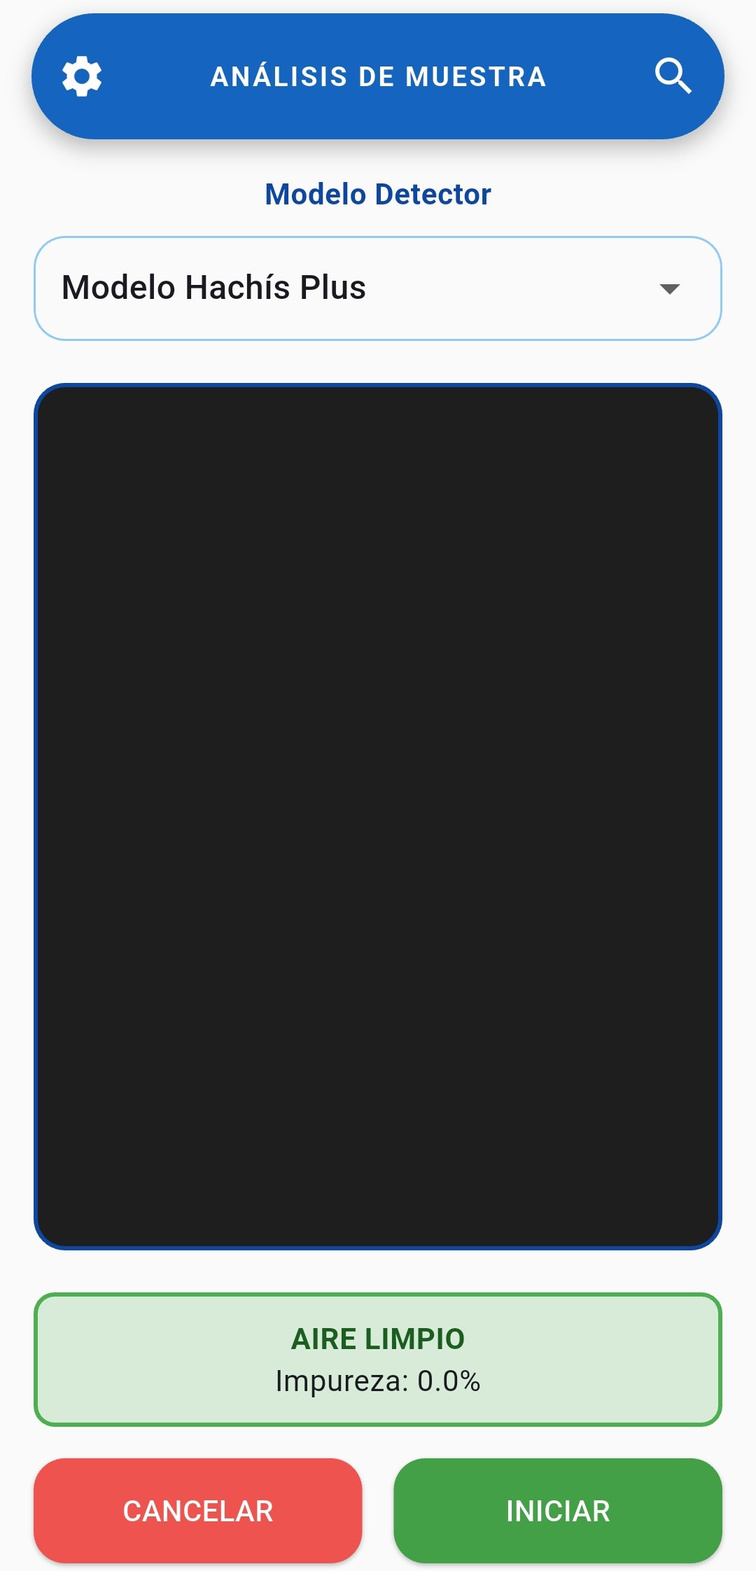 ANÁLISIS DE MUESTRA
Modelo Detector
Modelo Hachís Plus
AIRE LIMPIO
Impureza: 0.0%
CANCELAR
INICIAR